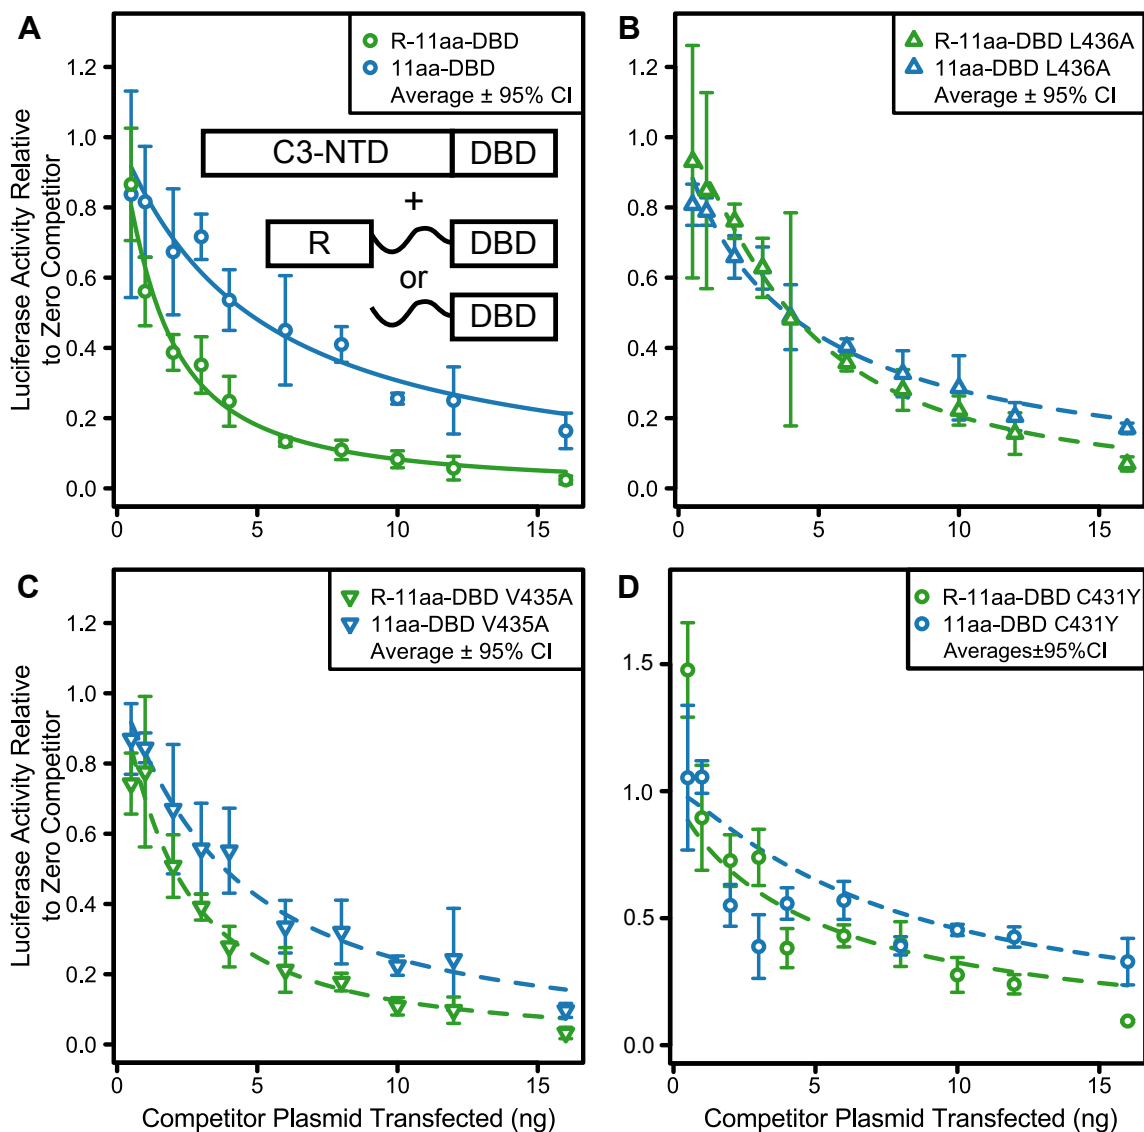 A
R-11aa-DBD
11aa-DBD
Average ± 95% CI
C3-NTD DBD
+
R DBD
or
DBD
Luciferase Activity Relative
to Zero Competitor
1.2
1.0
0.8
0.6
0.4
0.2
0.0
0 5 10 15
B
R-11aa-DBD L436A
11aa-DBD L436A
Average ± 95% CI
1.2
1.0
0.8
0.6
0.4
0.2
0.0
0 5 10 15
C
R-11aa-DBD V435A
11aa-DBD V435A
Average ± 95% CI
Luciferase Activity Relative
to Zero Competitor
1.2
1.0
0.8
0.6
0.4
0.2
0.0
0 5 10 15
Competitor Plasmid Transfected (ng)
D
R-11aa-DBD C431Y
11aa-DBD C431Y
Averages±95%CI
1.5
1.0
0.5
0.0
0 5 10 15
Competitor Plasmid Transfected (ng)